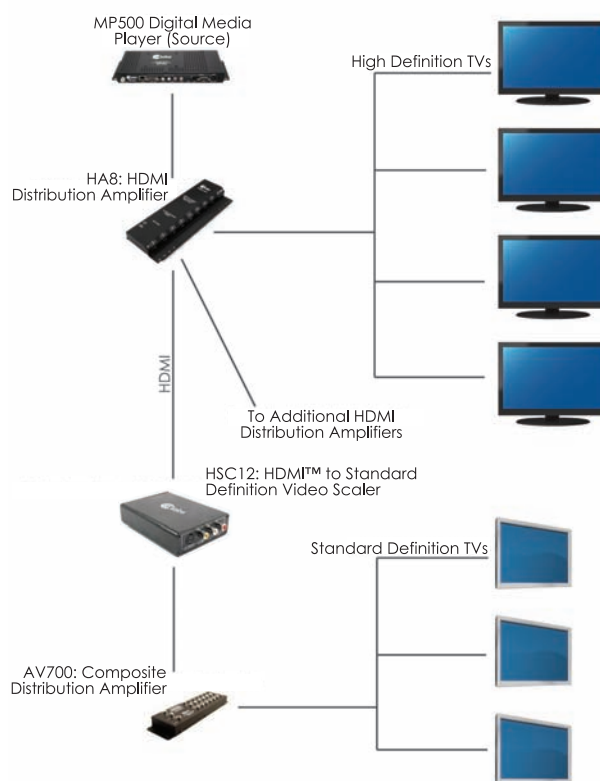 MP500 Digital Media
Player (Source)
High Definition TVs
HA8: HDMI
Distribution Amplifier
HDMI
To Additional HDMI
Distribution Amplifiers
HSC12: HDMI™ to Standard
Definition Video Scaler
Standard Definition TVs
AV700: Composite
Distribution Amplifier